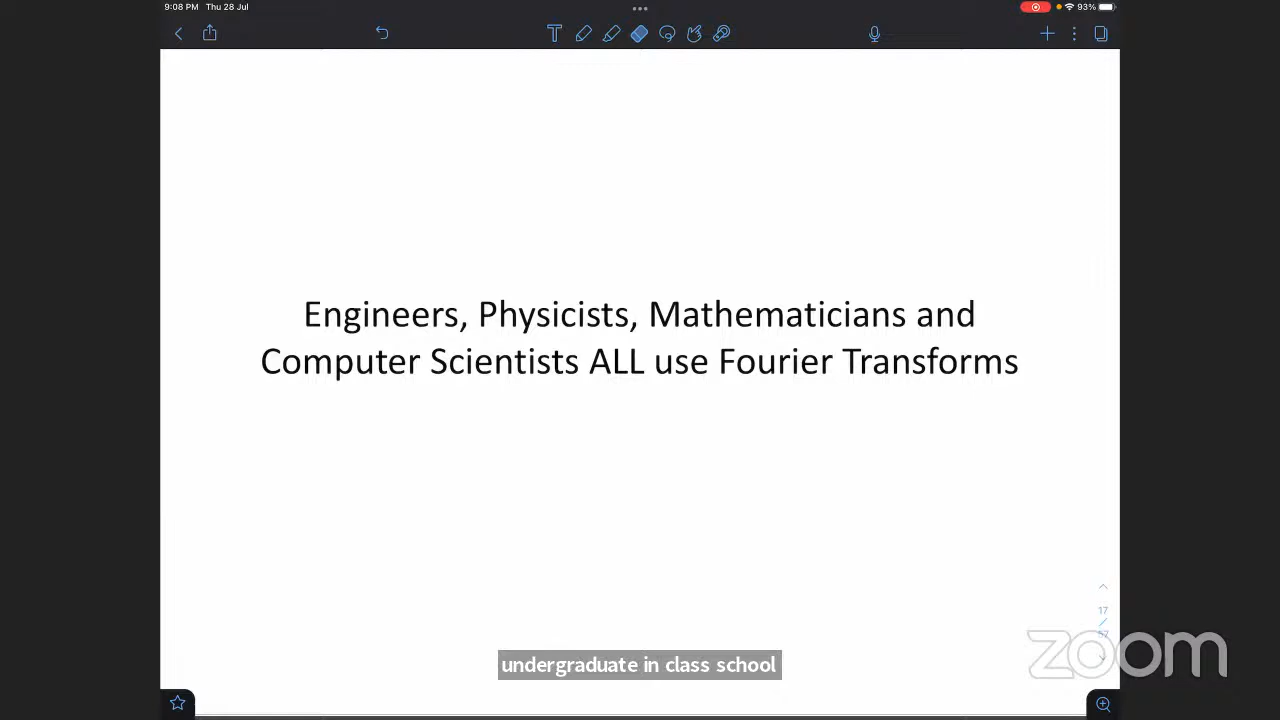 9:08 PM Thu 28 Jul
93%
T
Engineers, Physicists, Mathematicians and
Computer Scientists ALL use Fourier Transforms
17
57
undergraduate in class school
zoom